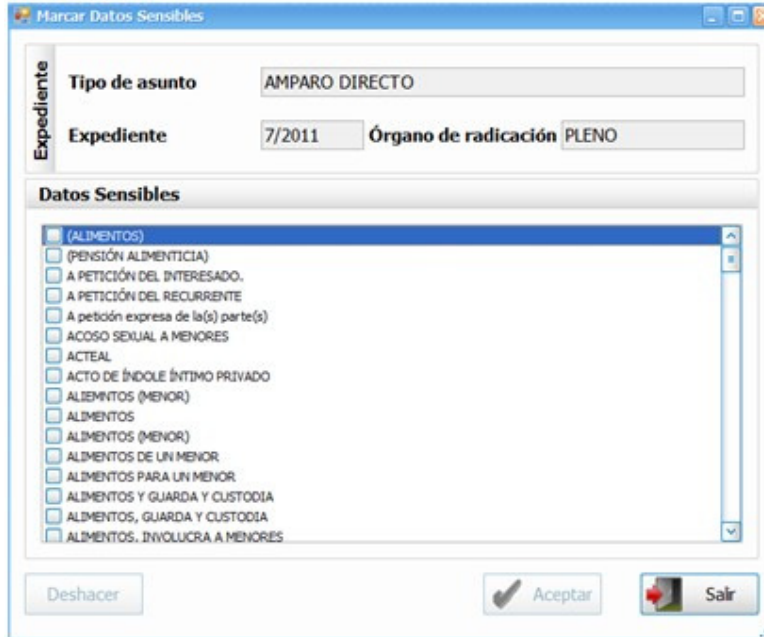 Marcar Datos Sensibles
Expediente
Tipo de asunto AMPARO DIRECTO
Expediente 7/2011 Órgano de radicación PLENO
Datos Sensibles
(ALIMENTOS)
(PENSIÓN ALIMENTICIA)
A PETICIÓN DEL INTERESADO.
A PETICIÓN DEL RECURRENTE
A petición expresa de la(s) parte(s)
ACOSO SEXUAL A MENORES
ACTEAL
ACTO DE ÍNDOLE ÍNTIMO PRIVADO
ALIEMNTOS (MENOR)
ALIMENTOS
ALIMENTOS (MENOR)
ALIMENTOS DE UN MENOR
ALIMENTOS PARA UN MENOR
ALIMENTOS Y GUARDA Y CUSTODIA
ALIMENTOS, GUARDA Y CUSTODIA
ALIMENTOS. INVOLUCRA A MENORES
Deshacer Aceptar Salir